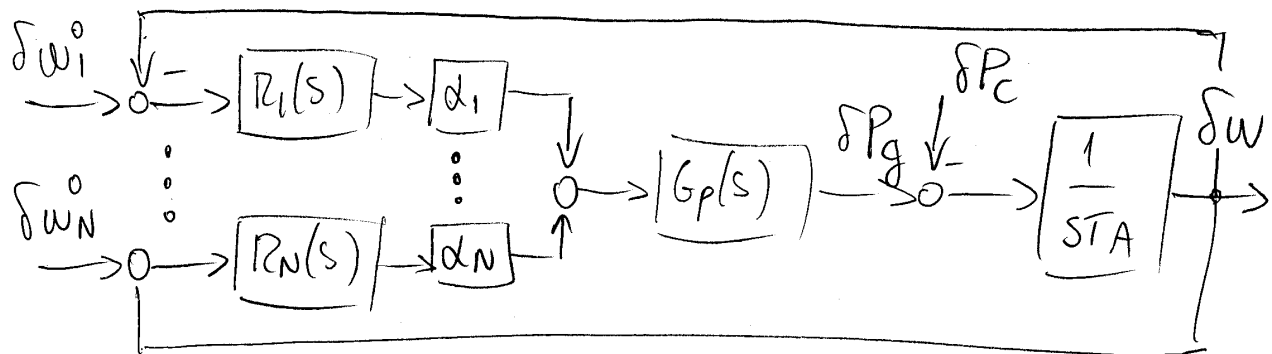 δω₁⁰
−
R₁(S)
α₁
δP_c
−
δP_g
δω
G_P(S)
1
ST_A
δω_N⁰
R_N(S)
α_N